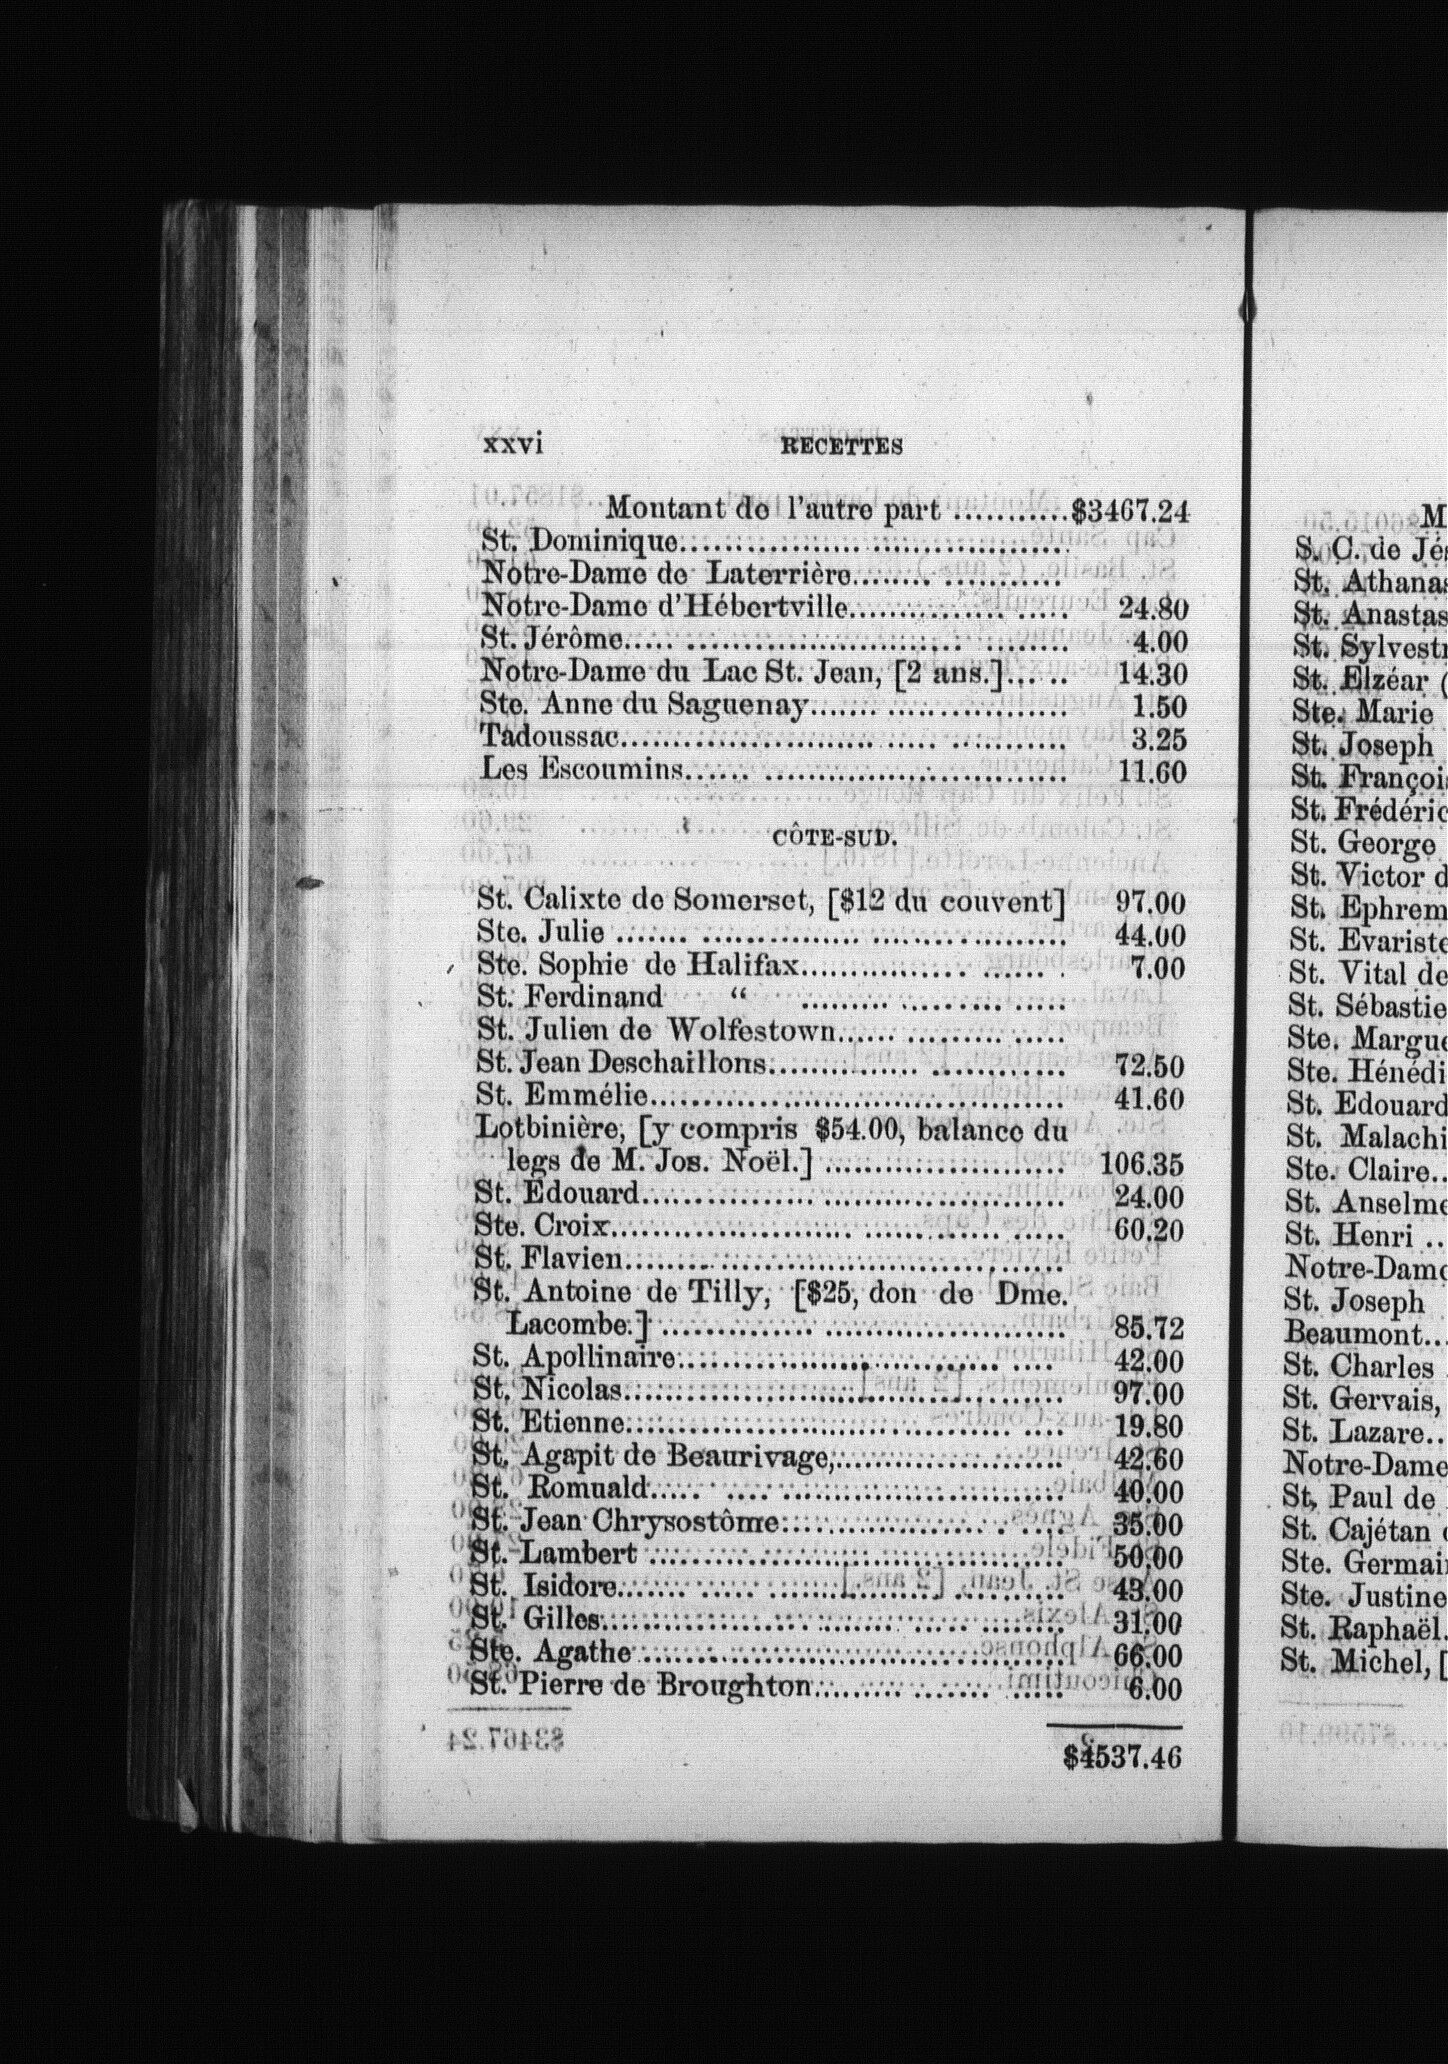 xxvi RECETTES
Montant de l'autre part ...........$3467.24
St. Dominique
Notre-Dame de Laterrière
Notre-Dame d'Hébertville 24.80
St. Jérôme 4.00
Notre-Dame du Lac St. Jean, [2 ans.] 14.30
Ste. Anne du Saguenay 1.50
Tadoussac 3.25
Les Escoumins 11.60
CÔTE-SUD.
St. Calixte de Somerset, [$12 du couvent] 97.00
Ste. Julie 44.00
Ste. Sophie de Halifax 7.00
St. Ferdinand “
St. Julien de Wolfestown
St. Jean Deschaillons 72.50
St. Emmélie 41.60
Lotbinière, [y compris $54.00, balance du
legs de M. Jos. Noël.] 106.35
St. Edouard 24.00
Ste. Croix 60.20
St. Flavien
St. Antoine de Tilly, [$25, don de Dme.
Lacombe.] 85.72
St. Apollinaire 42.00
St. Nicolas 97.00
St. Etienne 19.80
St. Agapit de Beaurivage, 42.60
St. Romuald 40.00
St. Jean Chrysostôme 35.00
St. Lambert 50.00
St. Isidore 43.00
St. Gilles 31.00
Ste. Agathe 66.00
St. Pierre de Broughton 6.00
$4537.46
M
S. C. de Jés
St. Athanas
St. Anastas
St. Sylvestr
St. Elzéar (
Ste. Marie
St. Joseph
St. François
St. Frédéric
St. George
St. Victor d
St. Ephrem
St. Evariste
St. Vital de
St. Sébastie
Ste. Margue
Ste. Hénédi
St. Edouard
St. Malachi
Ste. Claire..
St. Anselme
St. Henri ..
Notre-Dame
St. Joseph
Beaumont...
St. Charles
St. Gervais,
St. Lazare..
Notre-Dame
St. Paul de
St. Cajétan d
Ste. Germain
Ste. Justine
St. Raphaël.
St. Michel, [